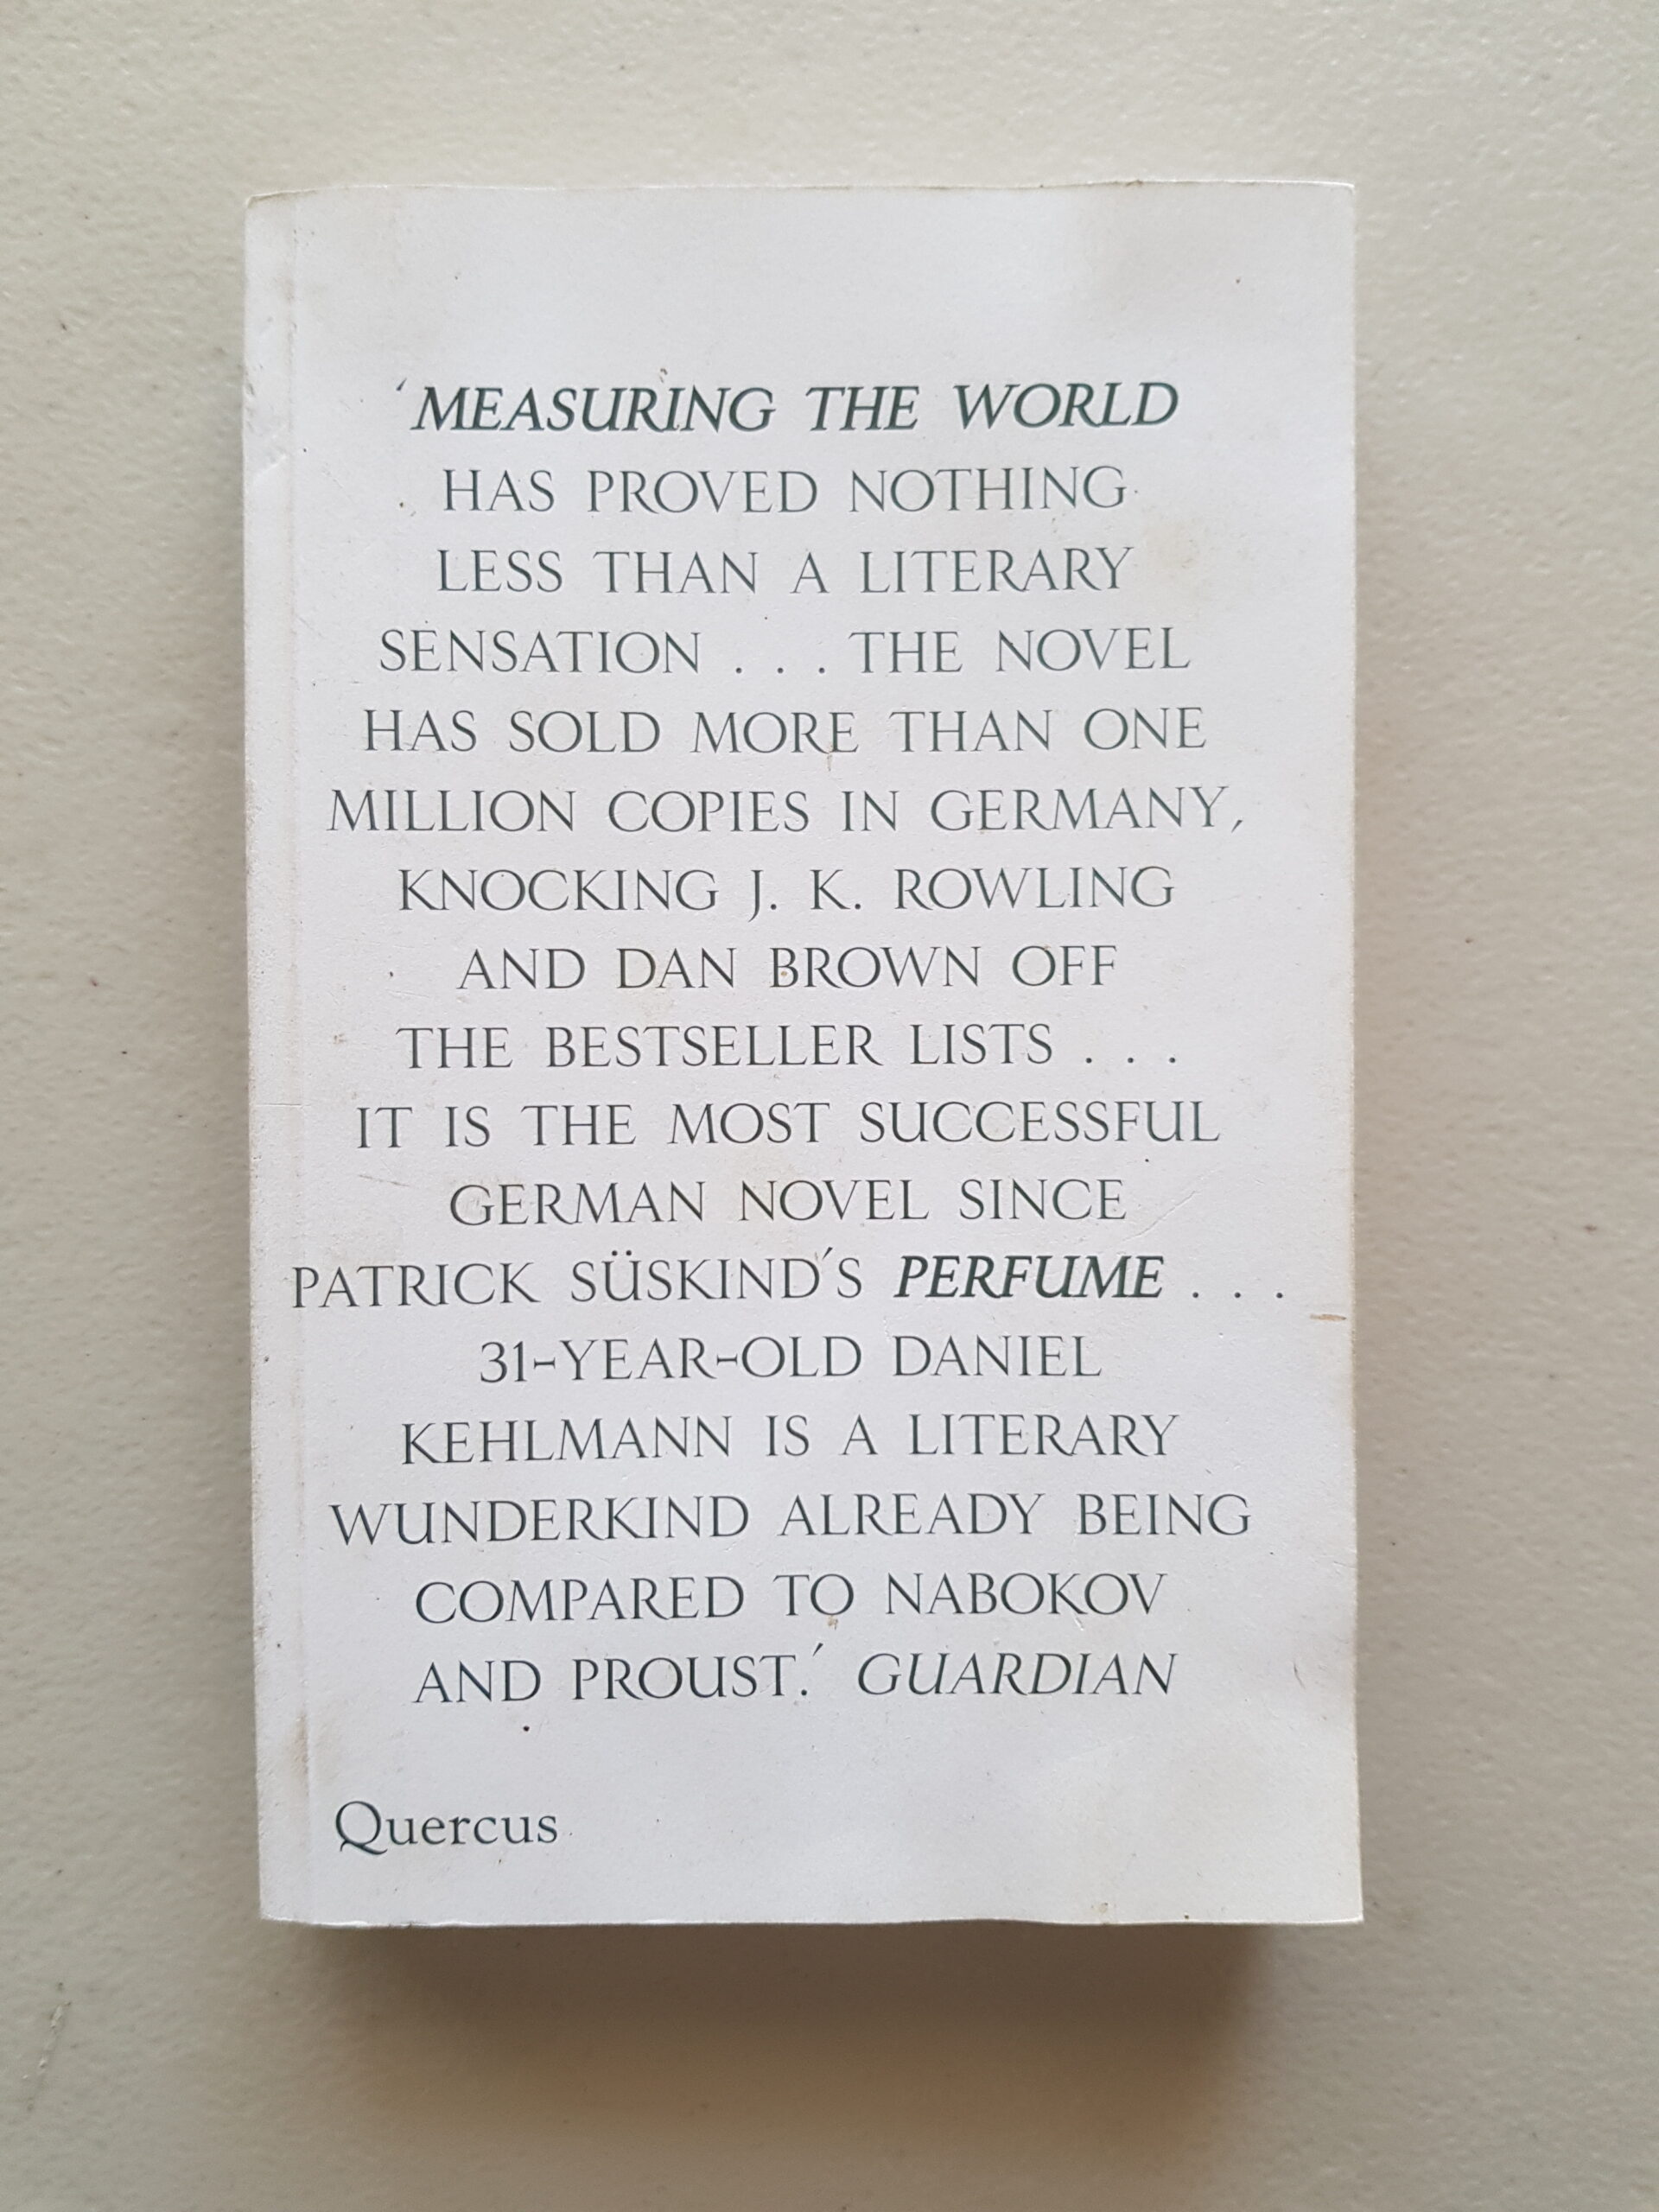 ‘MEASURING THE WORLD
HAS PROVED NOTHING
LESS THAN A LITERARY
SENSATION . . . THE NOVEL
HAS SOLD MORE THAN ONE
MILLION COPIES IN GERMANY,
KNOCKING J. K. ROWLING
AND DAN BROWN OFF
THE BESTSELLER LISTS . . .
IT IS THE MOST SUCCESSFUL
GERMAN NOVEL SINCE
PATRICK SÜSKIND’S PERFUME . . .
31-YEAR-OLD DANIEL
KEHLMANN IS A LITERARY
WUNDERKIND ALREADY BEING
COMPARED TO NABOKOV
AND PROUST.’ GUARDIAN
Quercus